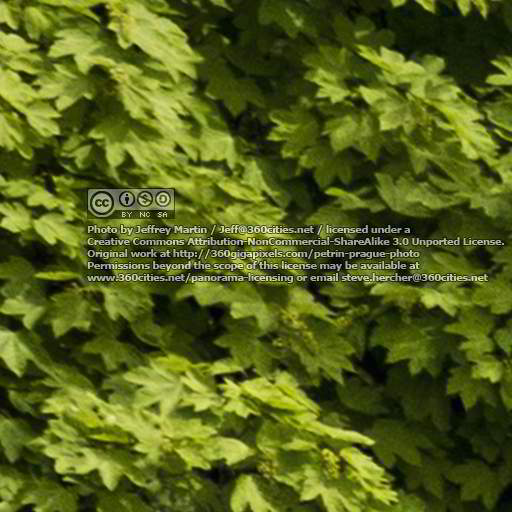 cc
BY NC SA
Photo by Jeffrey Martin / Jeff@360cities.net / licensed under a
Creative Commons Attribution-NonCommercial-ShareAlike 3.0 Unported License.
Original work at http://360gigapixels.com/petrin-prague-photo
Permissions beyond the scope of this license may be available at
www.360cities.net/panorama-licensing or email steve.hercher@360cities.net